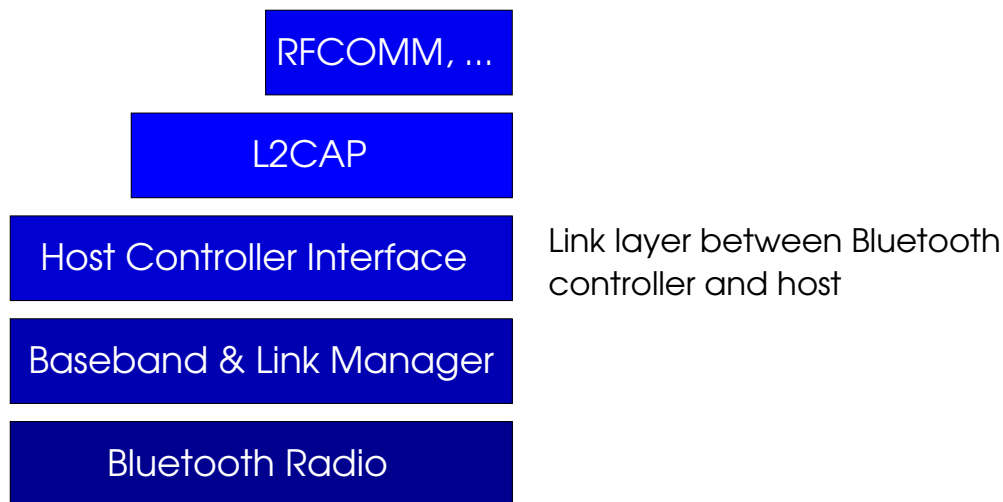 RFCOMM, ...
L2CAP
Host Controller Interface
Link layer between Bluetooth
controller and host
Baseband & Link Manager
Bluetooth Radio